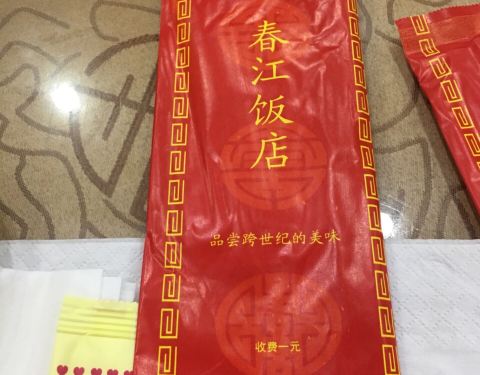 春江饭店
品尝跨世纪的美味
收费一元